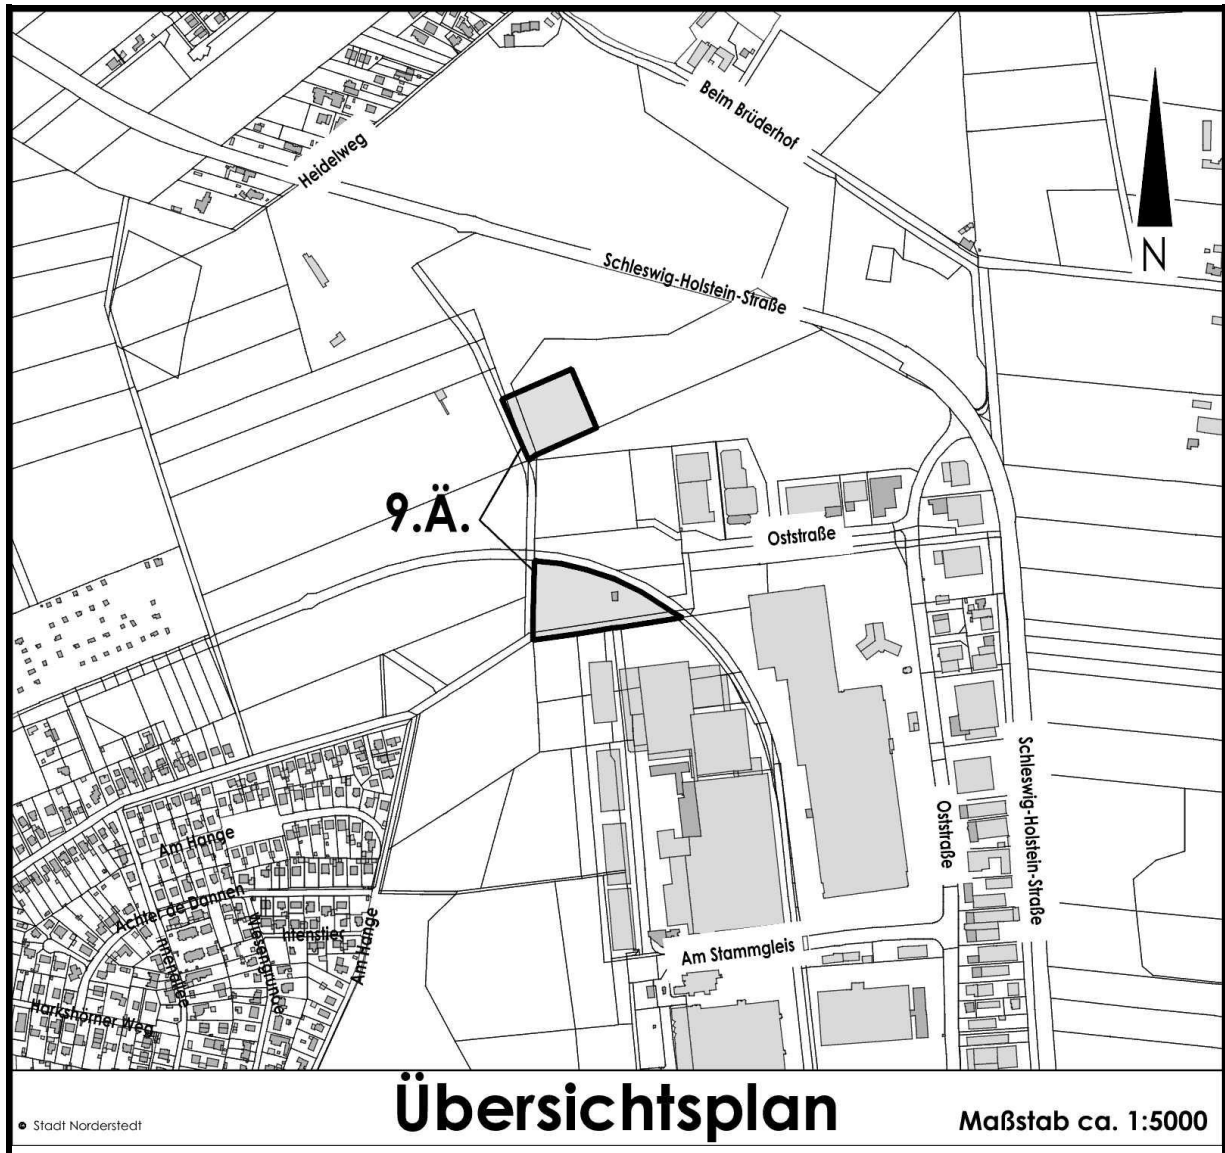 Beim Brüderhof
Heidelweg
N
Schleswig-Holstein-Straße
9.Ä.
Oststraße
Schleswig-Holstein-Straße
Oststraße
Am Hange
Achter de Dannen
Am Hange
Harkshörner Weg
Am Stammgleis
Übersichtsplan
Stadt Norderstedt
Maßstab ca. 1:5000